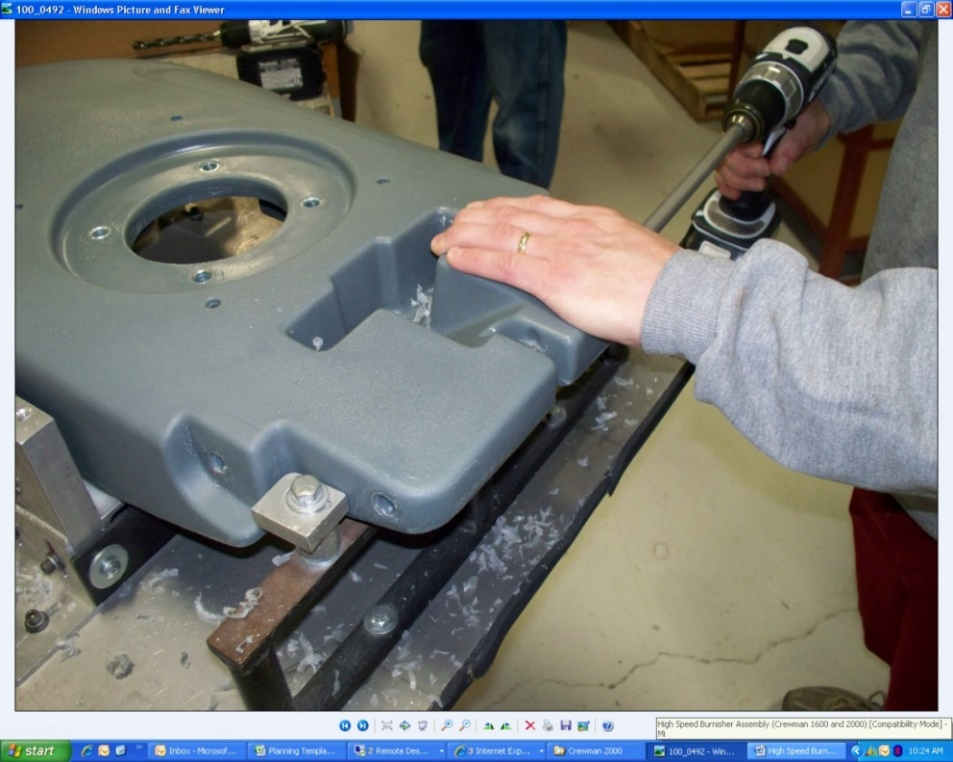 100_0492 - Windows Picture and Fax Viewer
High Speed Burnisher Assembly (Crewman 1600 and 2000) [Compatibility Mode] -
Mi
start
Inbox - Microsof...
Planning Templa...
2 Remote Des...
3 Internet Exp...
Crewman 2000
100_0492 - Win...
High Speed Burn...
10:24 AM